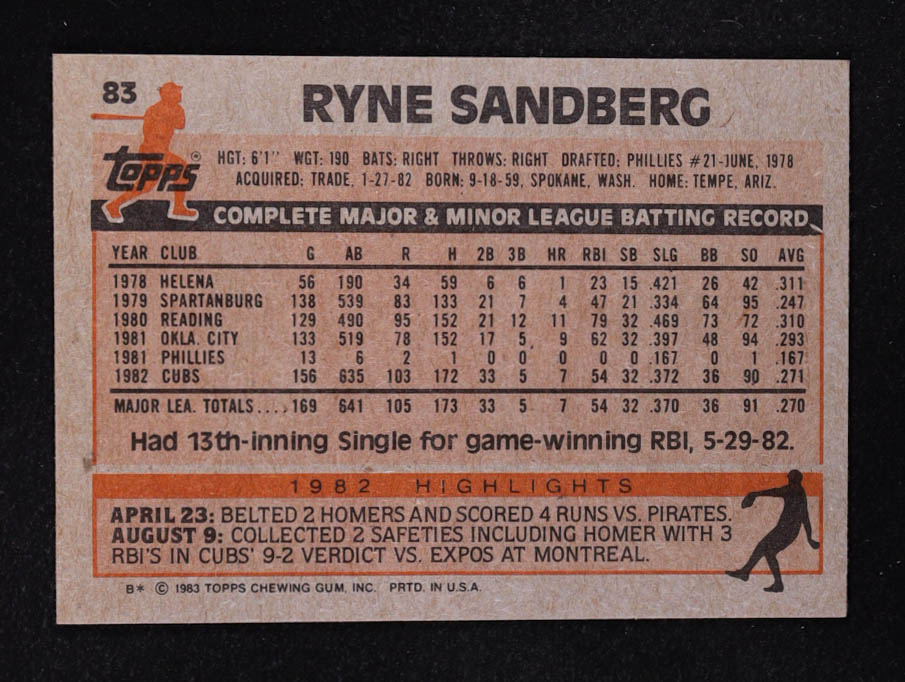 83
RYNE SANDBERG
topps®
HGT: 6'1" WGT: 190 BATS: RIGHT THROWS: RIGHT DRAFTED: PHILLIES #21-JUNE, 1978
ACQUIRED: TRADE, 1-27-82 BORN: 9-18-59, SPOKANE, WASH. HOME: TEMPE, ARIZ.
COMPLETE MAJOR & MINOR LEAGUE BATTING RECORD
YEAR CLUB G AB R H 2B 3B HR RBI SB SLG BB SO AVG
1978 HELENA 56 190 34 59 6 6 1 23 15 .421 26 42 .311
1979 SPARTANBURG 138 539 83 133 21 7 4 47 21 .334 64 95 .247
1980 READING 129 490 95 152 21 12 11 79 32 .469 73 72 .310
1981 OKLA. CITY 133 519 78 152 17 5 9 62 32 .397 48 94 .293
1981 PHILLIES 13 6 2 1 0 0 0 0 0 .167 0 1 .167
1982 CUBS 156 635 103 172 33 5 7 54 32 .372 36 90 .271
MAJOR LEA. TOTALS.... 169 641 105 173 33 5 7 54 32 .370 36 91 .270
Had 13th-inning Single for game-winning RBI, 5-29-82.
1982 HIGHLIGHTS
APRIL 23: BELTED 2 HOMERS AND SCORED 4 RUNS VS. PIRATES.
AUGUST 9: COLLECTED 2 SAFETIES INCLUDING HOMER WITH 3
RBI'S IN CUBS' 9-2 VERDICT VS. EXPOS AT MONTREAL.
B* © 1983 TOPPS CHEWING GUM, INC. PRTD. IN U.S.A.